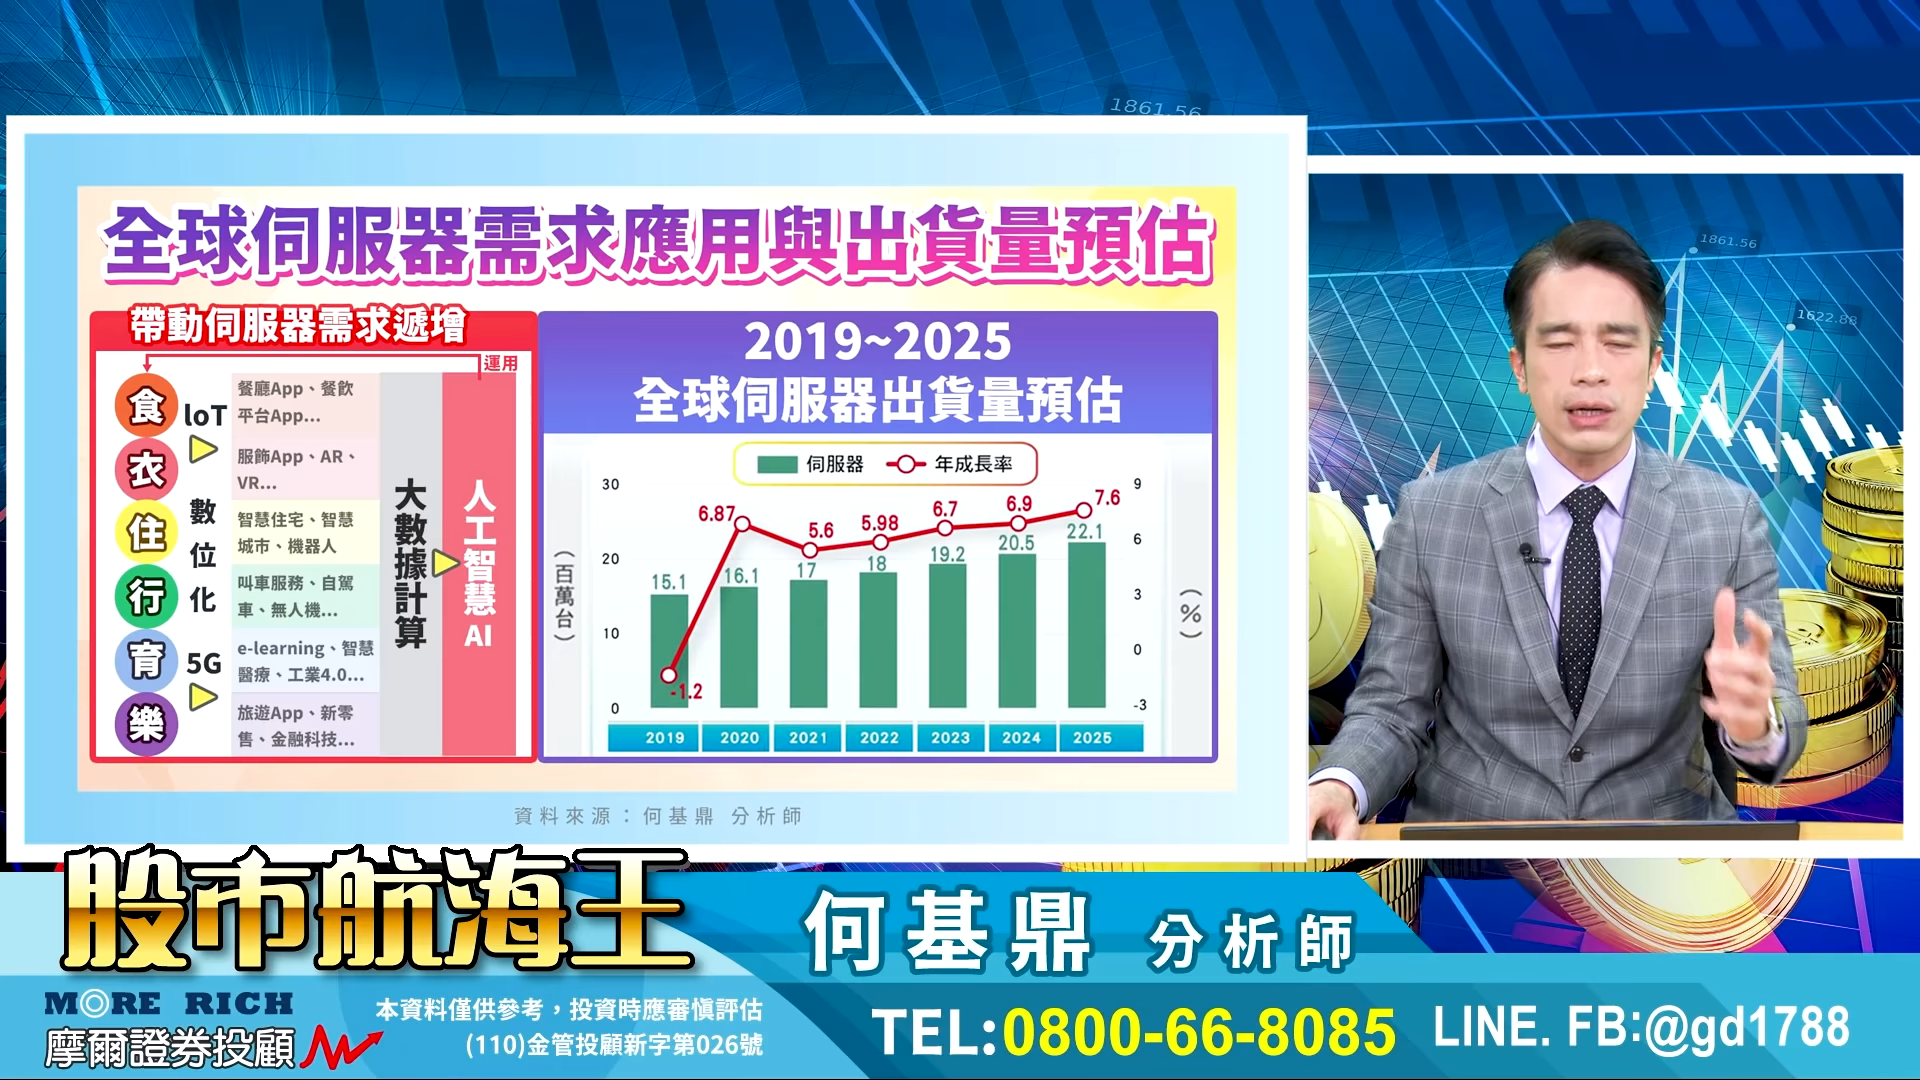 1861.56
全球伺服器需求應用與出貨量預估
帶動伺服器需求遞增
運用
食
衣
住
行
育
樂
IoT
數
位
化
5G
餐廳App、餐飲
平台App...
服飾App、AR、
VR...
智慧住宅、智慧
城市、機器人
叫車服務、自駕
車、無人機...
e-learning、智慧
醫療、工業4.0...
旅遊App、新零
售、金融科技...
大數據計算
人工智慧
AI
2019~2025
全球伺服器出貨量預估
伺服器 年成長率
(百萬台)
30
20
10
0
9
6
3
0
-3
(%)
-1.2
6.87
5.6
5.98
6.7
6.9
7.6
15.1
16.1
17
18
19.2
20.5
22.1
2019 2020 2021 2022 2023 2024 2025
資料來源：何基鼎 分析師
1861.56
1622.88
股市航海王
何基鼎 分析師
MORE RICH
摩爾證券投顧
本資料僅供參考，投資時應審慎評估
(110)金管投顧新字第026號
TEL:0800-66-8085
LINE. FB:@gd1788